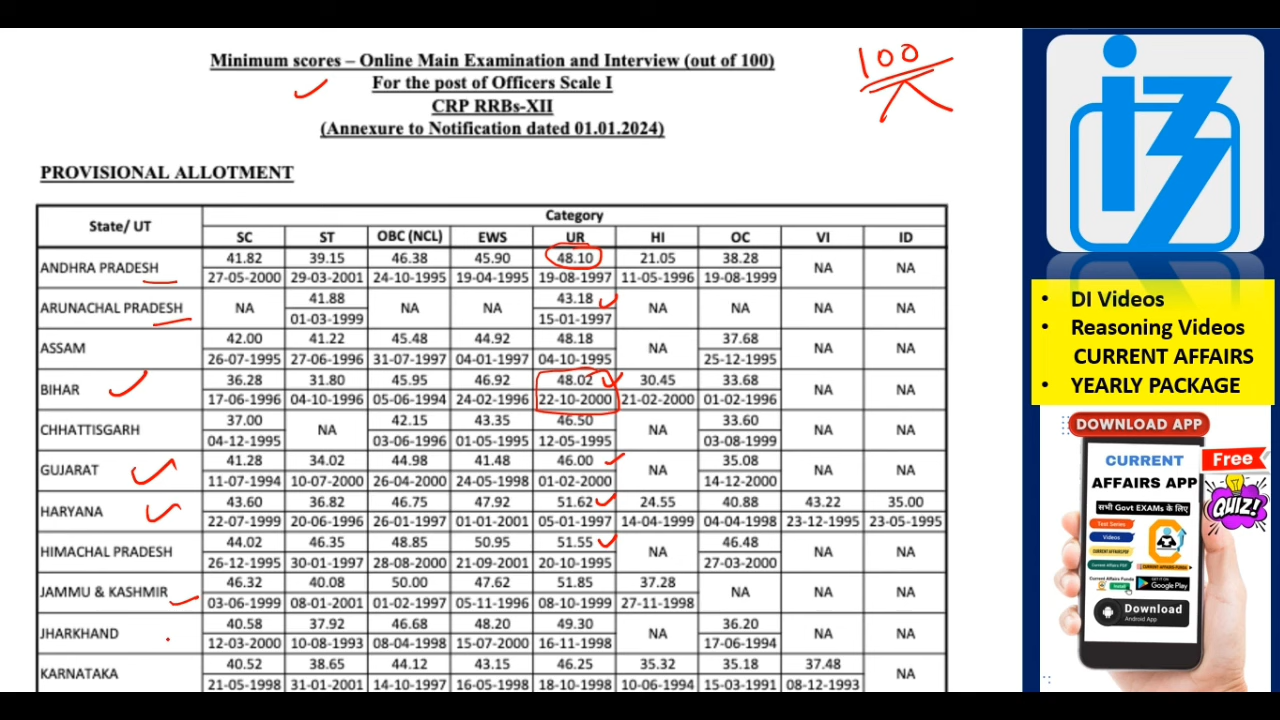 Minimum scores – Online Main Examination and Interview (out of 100)
For the post of Officers Scale I
CRP RRBs-XII
(Annexure to Notification dated 01.01.2024)
100
PROVISIONAL ALLOTMENT
State/ UT Category
SC ST OBC (NCL) EWS UR HI OC VI ID
ANDHRA PRADESH 41.82 39.15 46.38 45.90 48.10 21.05 38.28 NA NA
27-05-2000 29-03-2001 24-10-1995 19-04-1995 19-08-1997 11-05-1996 19-08-1999
ARUNACHAL PRADESH NA 41.88 NA NA 43.18 NA NA NA NA
01-03-1999 15-01-1997
ASSAM 42.00 41.22 45.48 44.92 48.18 NA 37.68 NA NA
26-07-1995 27-06-1996 31-07-1997 04-01-1997 04-10-1995 25-12-1995
BIHAR 36.28 31.80 45.95 46.92 48.02 30.45 33.68 NA NA
17-06-1996 04-10-1996 05-06-1994 24-02-1996 22-10-2000 21-02-2000 01-02-1996
CHHATTISGARH 37.00 NA 42.15 43.35 46.50 NA 33.60 NA NA
04-12-1995 03-06-1996 01-05-1995 12-05-1995 03-08-1999
GUJARAT 41.28 34.02 44.98 41.48 46.00 NA 35.08 NA NA
11-07-1994 10-07-2000 26-04-2000 24-05-1998 01-02-2000 14-12-2000
HARYANA 43.60 36.82 46.75 47.92 51.62 24.55 40.88 43.22 35.00
22-07-1999 20-06-1996 26-01-1997 01-01-2001 05-01-1997 14-04-1999 04-04-1998 23-12-1995 23-05-1995
HIMACHAL PRADESH 44.02 46.35 48.85 50.95 51.55 NA 46.48 NA NA
26-12-1995 30-01-1997 28-08-2000 21-09-2001 20-10-1995 27-03-2000
JAMMU & KASHMIR 46.32 40.08 50.00 47.62 51.85 37.28 NA NA NA
03-06-1999 08-01-2001 01-02-1997 05-11-1996 08-10-1999 27-11-1998
JHARKHAND 40.58 37.92 46.68 48.20 49.30 NA 36.20 NA NA
12-03-2000 10-08-1993 08-04-1998 15-07-2000 16-11-1998 17-06-1994
KARNATAKA 40.52 38.65 44.12 43.15 46.25 35.32 35.18 37.48 NA
21-05-1998 31-01-2001 14-10-1997 16-05-1998 18-10-1998 10-06-1994 15-03-1991 08-12-1993
• DI Videos
• Reasoning Videos
CURRENT AFFAIRS
• YEARLY PACKAGE
DOWNLOAD APP
CURRENT
AFFAIRS APP
सभी Govt EXAMs के लिए
Test Series
Videos
CURRENT AFFAIRS PDF
Google Play
Download
Android App
Free
QUIZ!